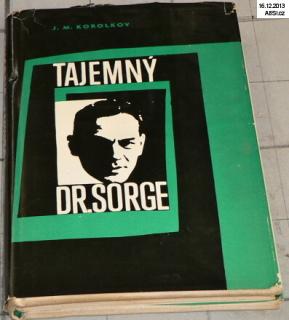 16.12.2013
ABSI.cz
J. M. KOROLKOV
TAJEMNÝ
DR. SORGE